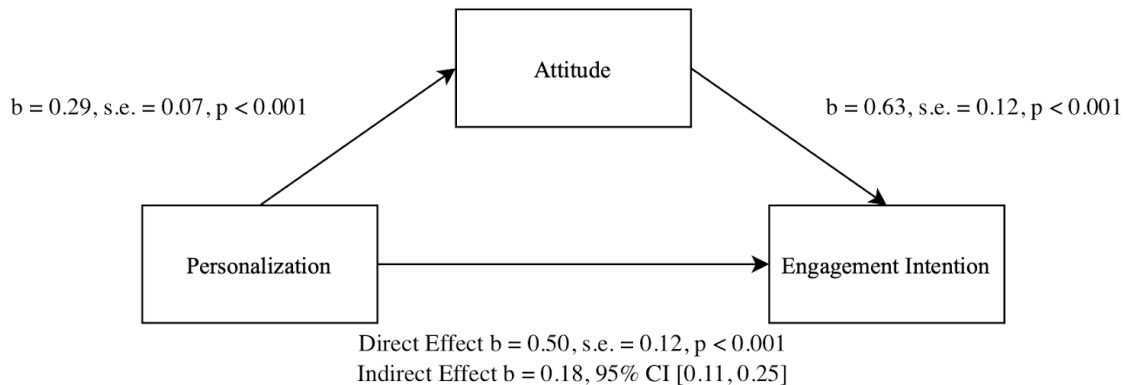 Attitude
b = 0.29, s.e. = 0.07, p < 0.001
b = 0.63, s.e. = 0.12, p < 0.001
Personalization
Engagement Intention
Direct Effect b = 0.50, s.e. = 0.12, p < 0.001
Indirect Effect b = 0.18, 95% CI [0.11, 0.25]